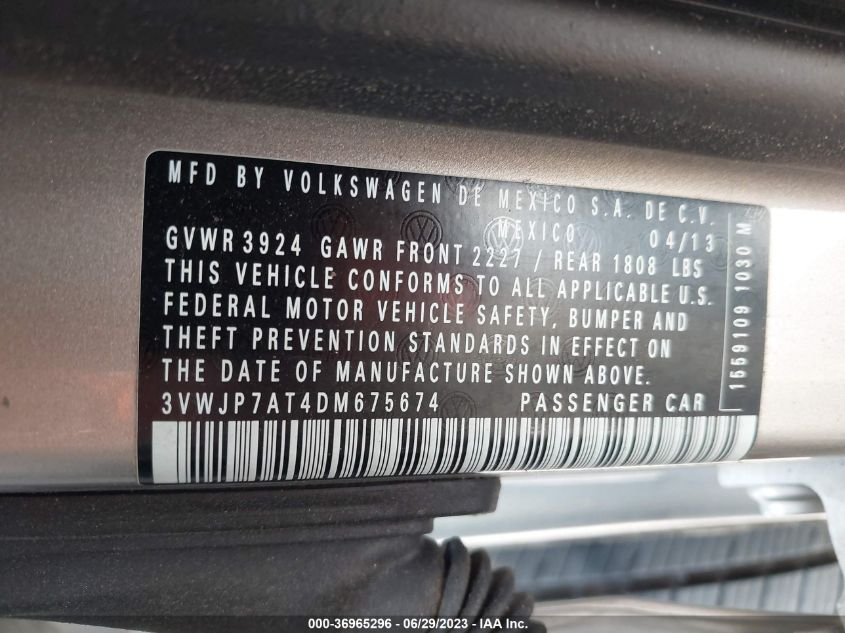 MFD BY VOLKSWAGEN DE MEXICO S.A. DE C.V.
MEXICO 04/13
GVWR 3924 GAWR FRONT 2227 / REAR 1808 LBS
THIS VEHICLE CONFORMS TO ALL APPLICABLE U.S.
FEDERAL MOTOR VEHICLE SAFETY, BUMPER AND
THEFT PREVENTION STANDARDS IN EFFECT ON
THE DATE OF MANUFACTURE SHOWN ABOVE.
3VWJP7AT4DM675674 PASSENGER CAR
1559109 1030 M
000-36965296 - 06/29/2023 - IAA Inc.